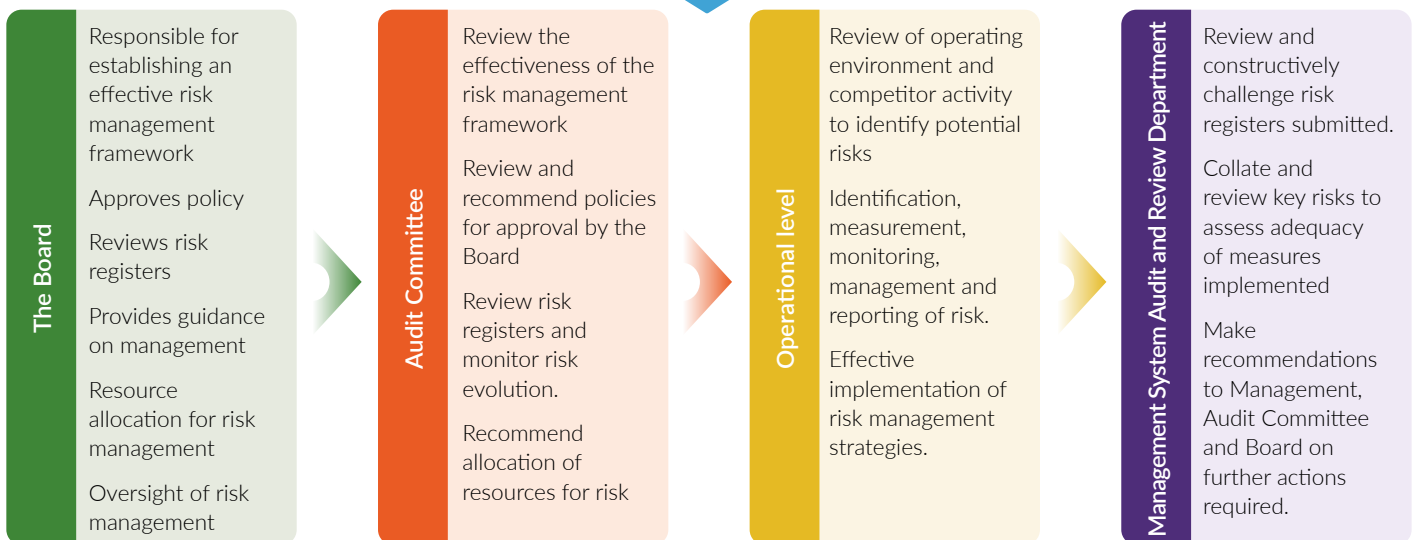 The Board
Responsible for
establishing an
effective risk
management
framework
Approves policy
Reviews risk
registers
Provides guidance
on management
Resource
allocation for risk
management
Oversight of risk
management
Audit Committee
Review the
effectiveness of the
risk management
framework
Review and
recommend policies
for approval by the
Board
Review risk
registers and
monitor risk
evolution.
Recommend
allocation of
resources for risk
Operational level
Review of operating
environment and
competitor activity
to identify potential
risks
Identification,
measurement,
monitoring,
management and
reporting of risk.
Effective
implementation of
risk management
strategies.
Management System Audit and Review Department
Review and
constructively
challenge risk
registers submitted.
Collate and
review key risks to
assess adequacy
of measures
implemented
Make
recommendations
to Management,
Audit Committee
and Board on
further actions
required.